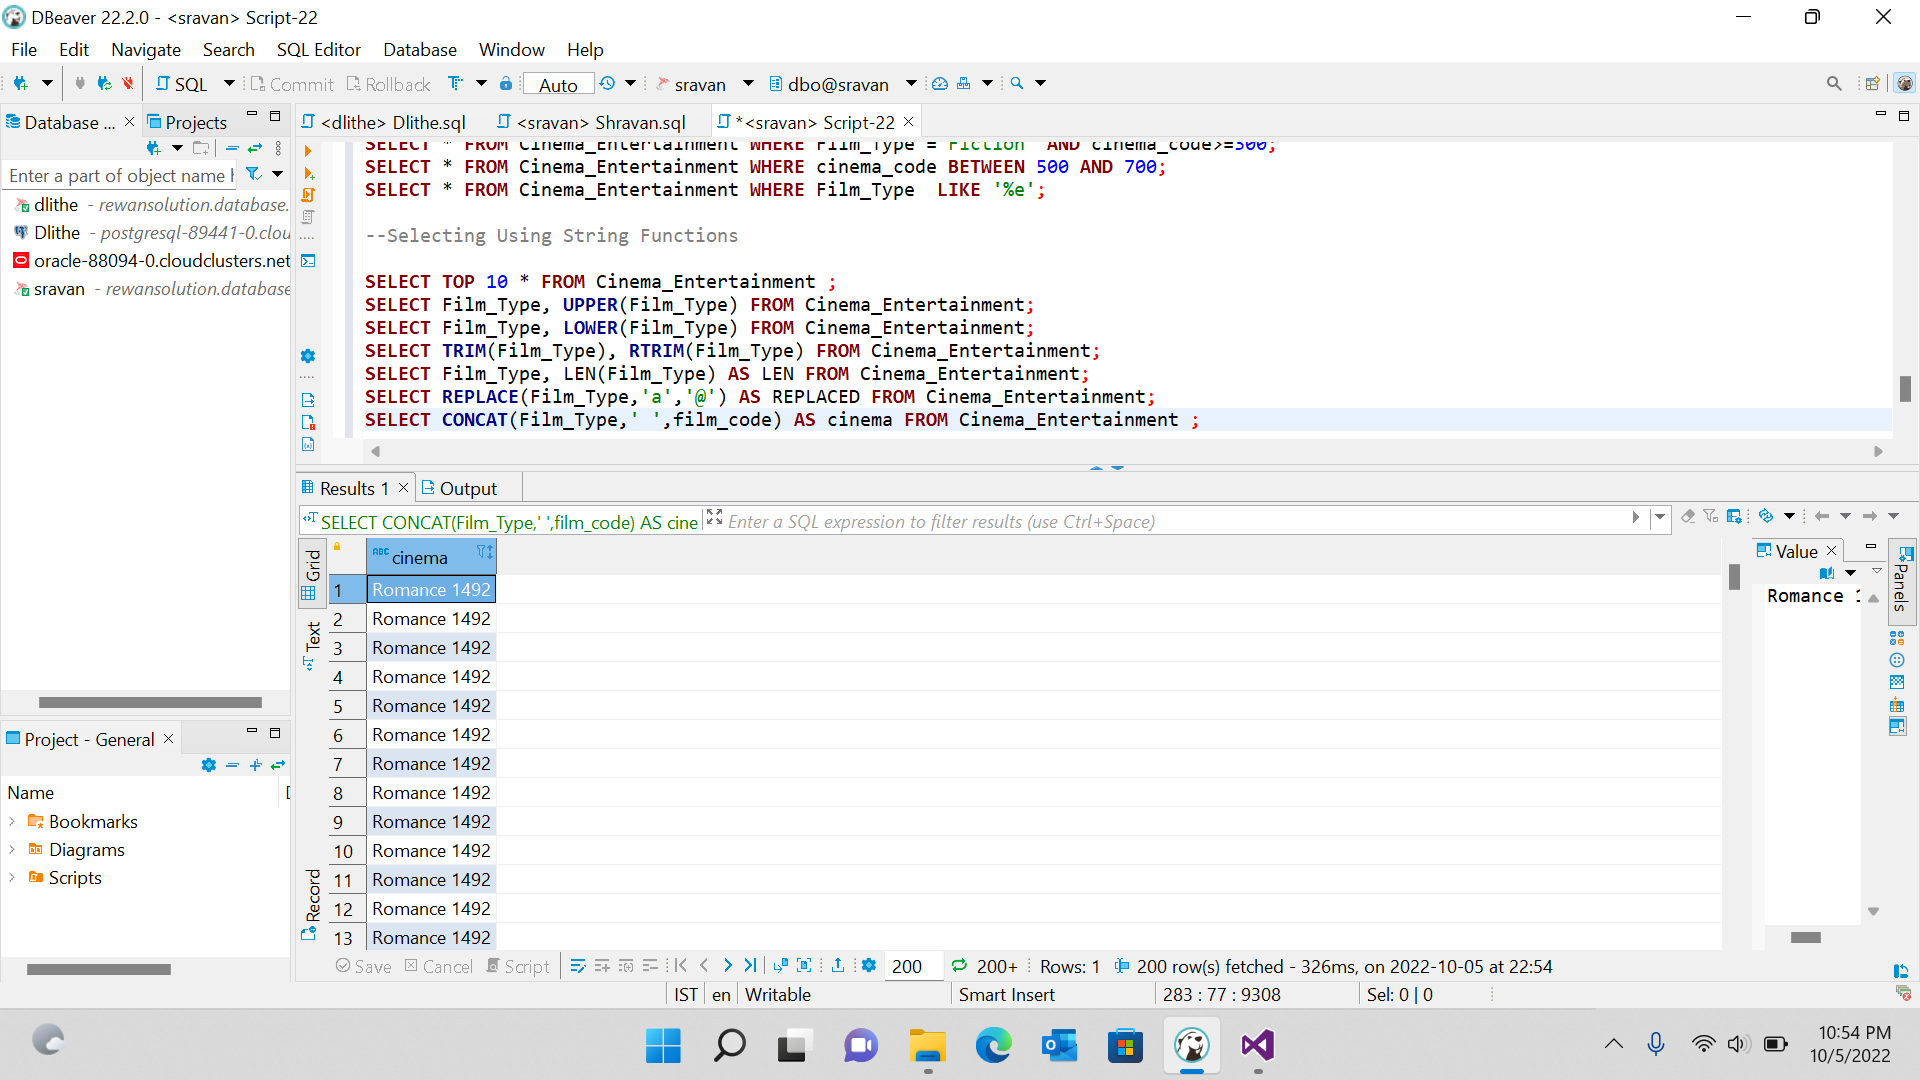 DBeaver 22.2.0 - <sravan> Script-22
File Edit Navigate Search SQL Editor Database Window Help
SQL Commit Rollback Auto sravan dbo@sravan
Database ... Projects
<dlithe> Dlithe.sql <sravan> Shravan.sql *<sravan> Script-22
Enter a part of object name h
dlithe - rewansolution.database.
Dlithe - postgresql-89441-0.clou
oracle-88094-0.cloudclusters.net
sravan - rewansolution.database
SELECT * FROM Cinema_Entertainment WHERE Film_Type = 'Fiction' AND cinema_code>=300;
SELECT * FROM Cinema_Entertainment WHERE cinema_code BETWEEN 500 AND 700;
SELECT * FROM Cinema_Entertainment WHERE Film_Type  LIKE '%e';
--Selecting Using String Functions
SELECT TOP 10 * FROM Cinema_Entertainment ;
SELECT Film_Type, UPPER(Film_Type) FROM Cinema_Entertainment;
SELECT Film_Type, LOWER(Film_Type) FROM Cinema_Entertainment;
SELECT TRIM(Film_Type), RTRIM(Film_Type) FROM Cinema_Entertainment;
SELECT Film_Type, LEN(Film_Type) AS LEN FROM Cinema_Entertainment;
SELECT REPLACE(Film_Type,'a','@') AS REPLACED FROM Cinema_Entertainment;
SELECT CONCAT(Film_Type,' ',film_code) AS cinema FROM Cinema_Entertainment ;
Results 1 Output
SELECT CONCAT(Film_Type,' ',film_code) AS cine Enter a SQL expression to filter results (use Ctrl+Space)
Grid
Text
Record
ABC cinema
1 Romance 1492
2 Romance 1492
3 Romance 1492
4 Romance 1492
5 Romance 1492
6 Romance 1492
7 Romance 1492
8 Romance 1492
9 Romance 1492
10 Romance 1492
11 Romance 1492
12 Romance 1492
13 Romance 1492
Value
Romance 1
Panels
Project - General
Name
Bookmarks
Diagrams
Scripts
Save Cancel Script 200 200+ Rows: 1 200 row(s) fetched - 326ms, on 2022-10-05 at 22:54
IST en Writable Smart Insert 283 : 77 : 9308 Sel: 0 | 0
10:54 PM
10/5/2022